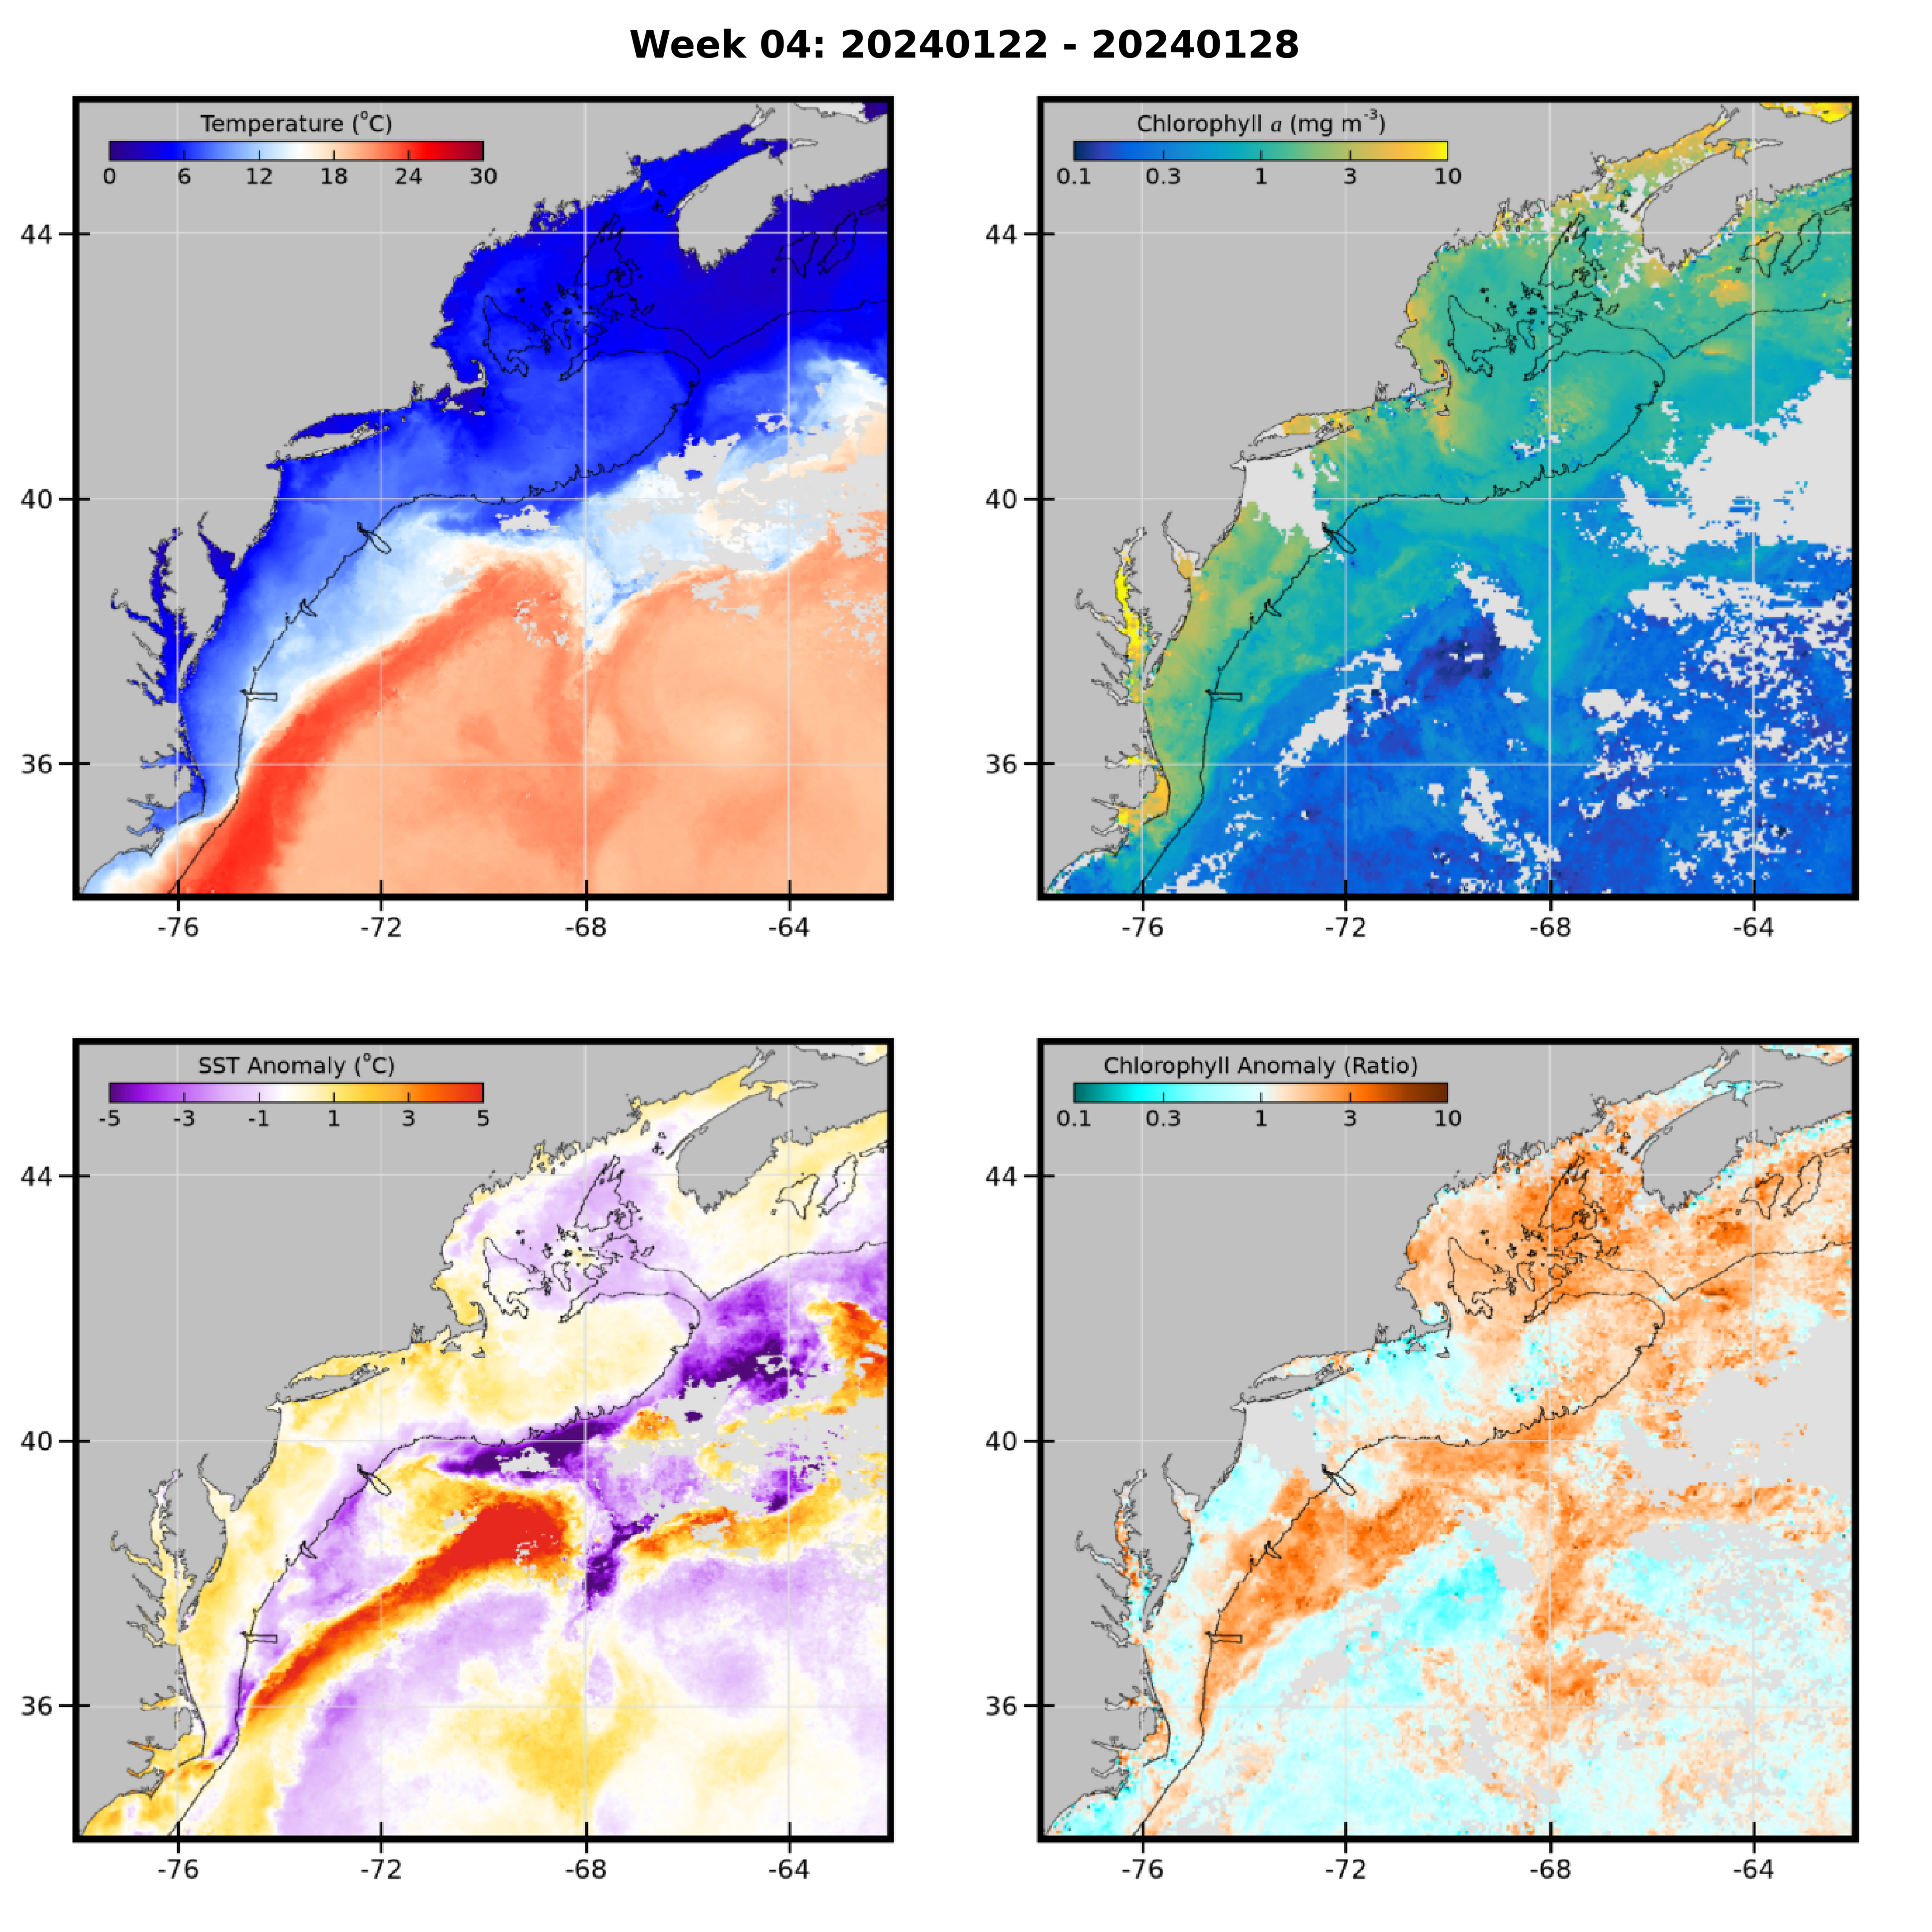 Week 04: 20240122 - 20240128
Temperature (°C)
0 6 12 18 24 30
44
40
36
-76 -72 -68 -64
Chlorophyll a (mg m⁻³)
0.1 0.3 1 3 10
44
40
36
-76 -72 -68 -64
SST Anomaly (°C)
-5 -3 -1 1 3 5
44
40
36
-76 -72 -68 -64
Chlorophyll Anomaly (Ratio)
0.1 0.3 1 3 10
44
40
36
-76 -72 -68 -64